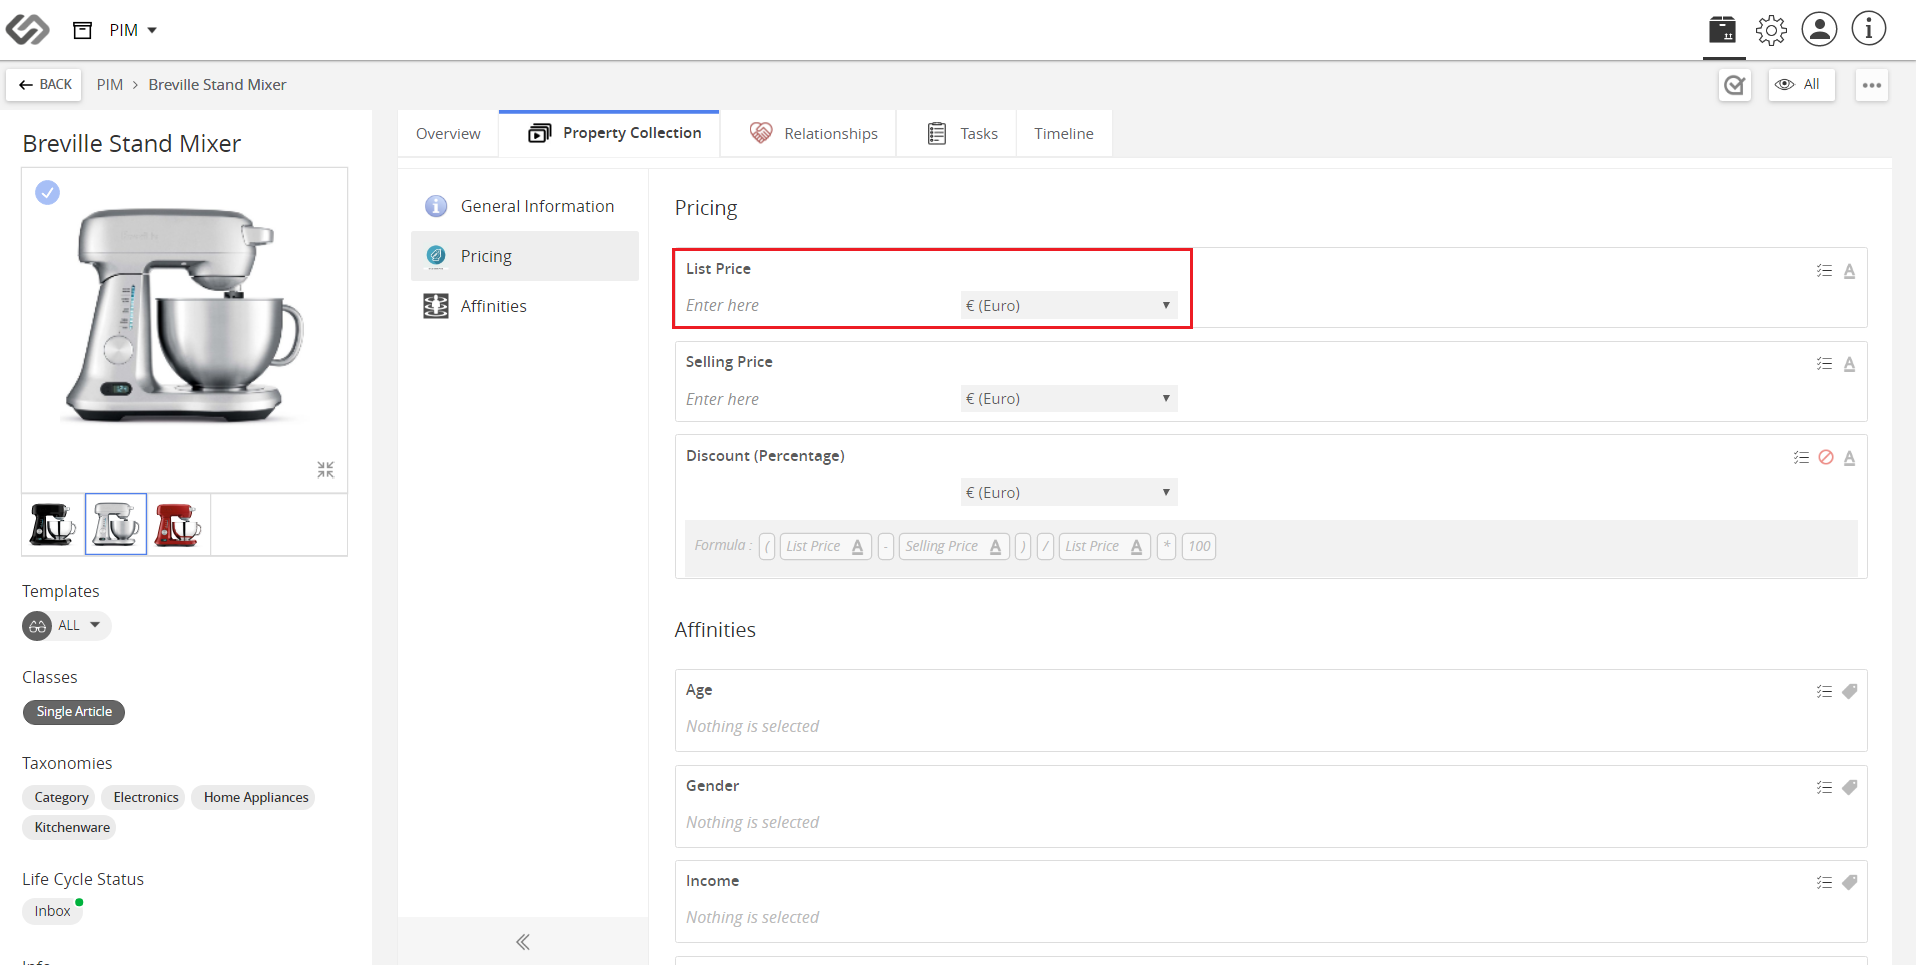 PIM
BACK
PIM > Breville Stand Mixer
All
Breville Stand Mixer
Overview
Property Collection
Relationships
Tasks
Timeline
General Information
Pricing
Affinities
Pricing
List Price
Enter here
€ (Euro)
Selling Price
Enter here
€ (Euro)
Discount (Percentage)
€ (Euro)
Formula : ( List Price A - Selling Price A ) / List Price A * 100
Affinities
Age
Nothing is selected
Gender
Nothing is selected
Income
Nothing is selected
Templates
ALL
Classes
Single Article
Taxonomies
Category Electronics Home Appliances
Kitchenware
Life Cycle Status
Inbox